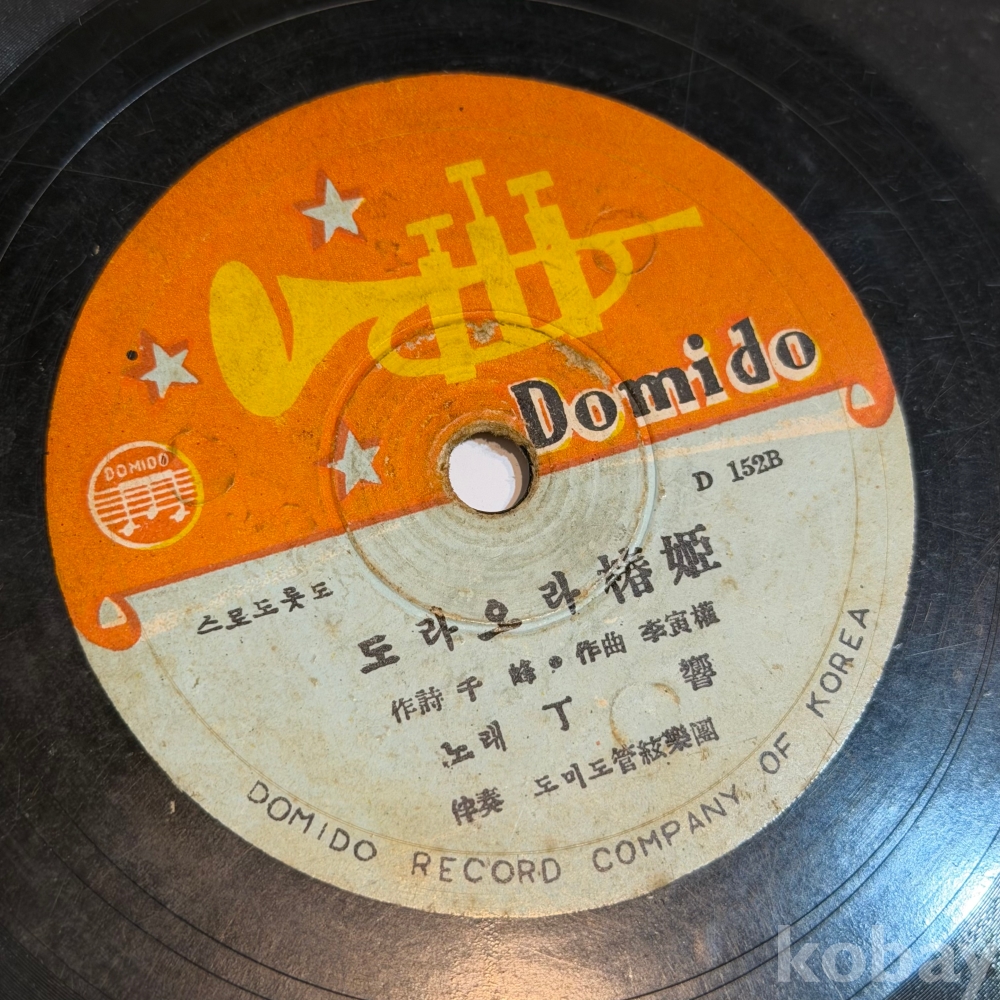 Domido
DOMIDO
D 152B
스로도롯도
도라오라椿姬
作詩 千峰・作曲 李寅權
노래 丁響
伴奏 도미도管絃樂團
DOMIDO RECORD COMPANY OF KOREA
kobay